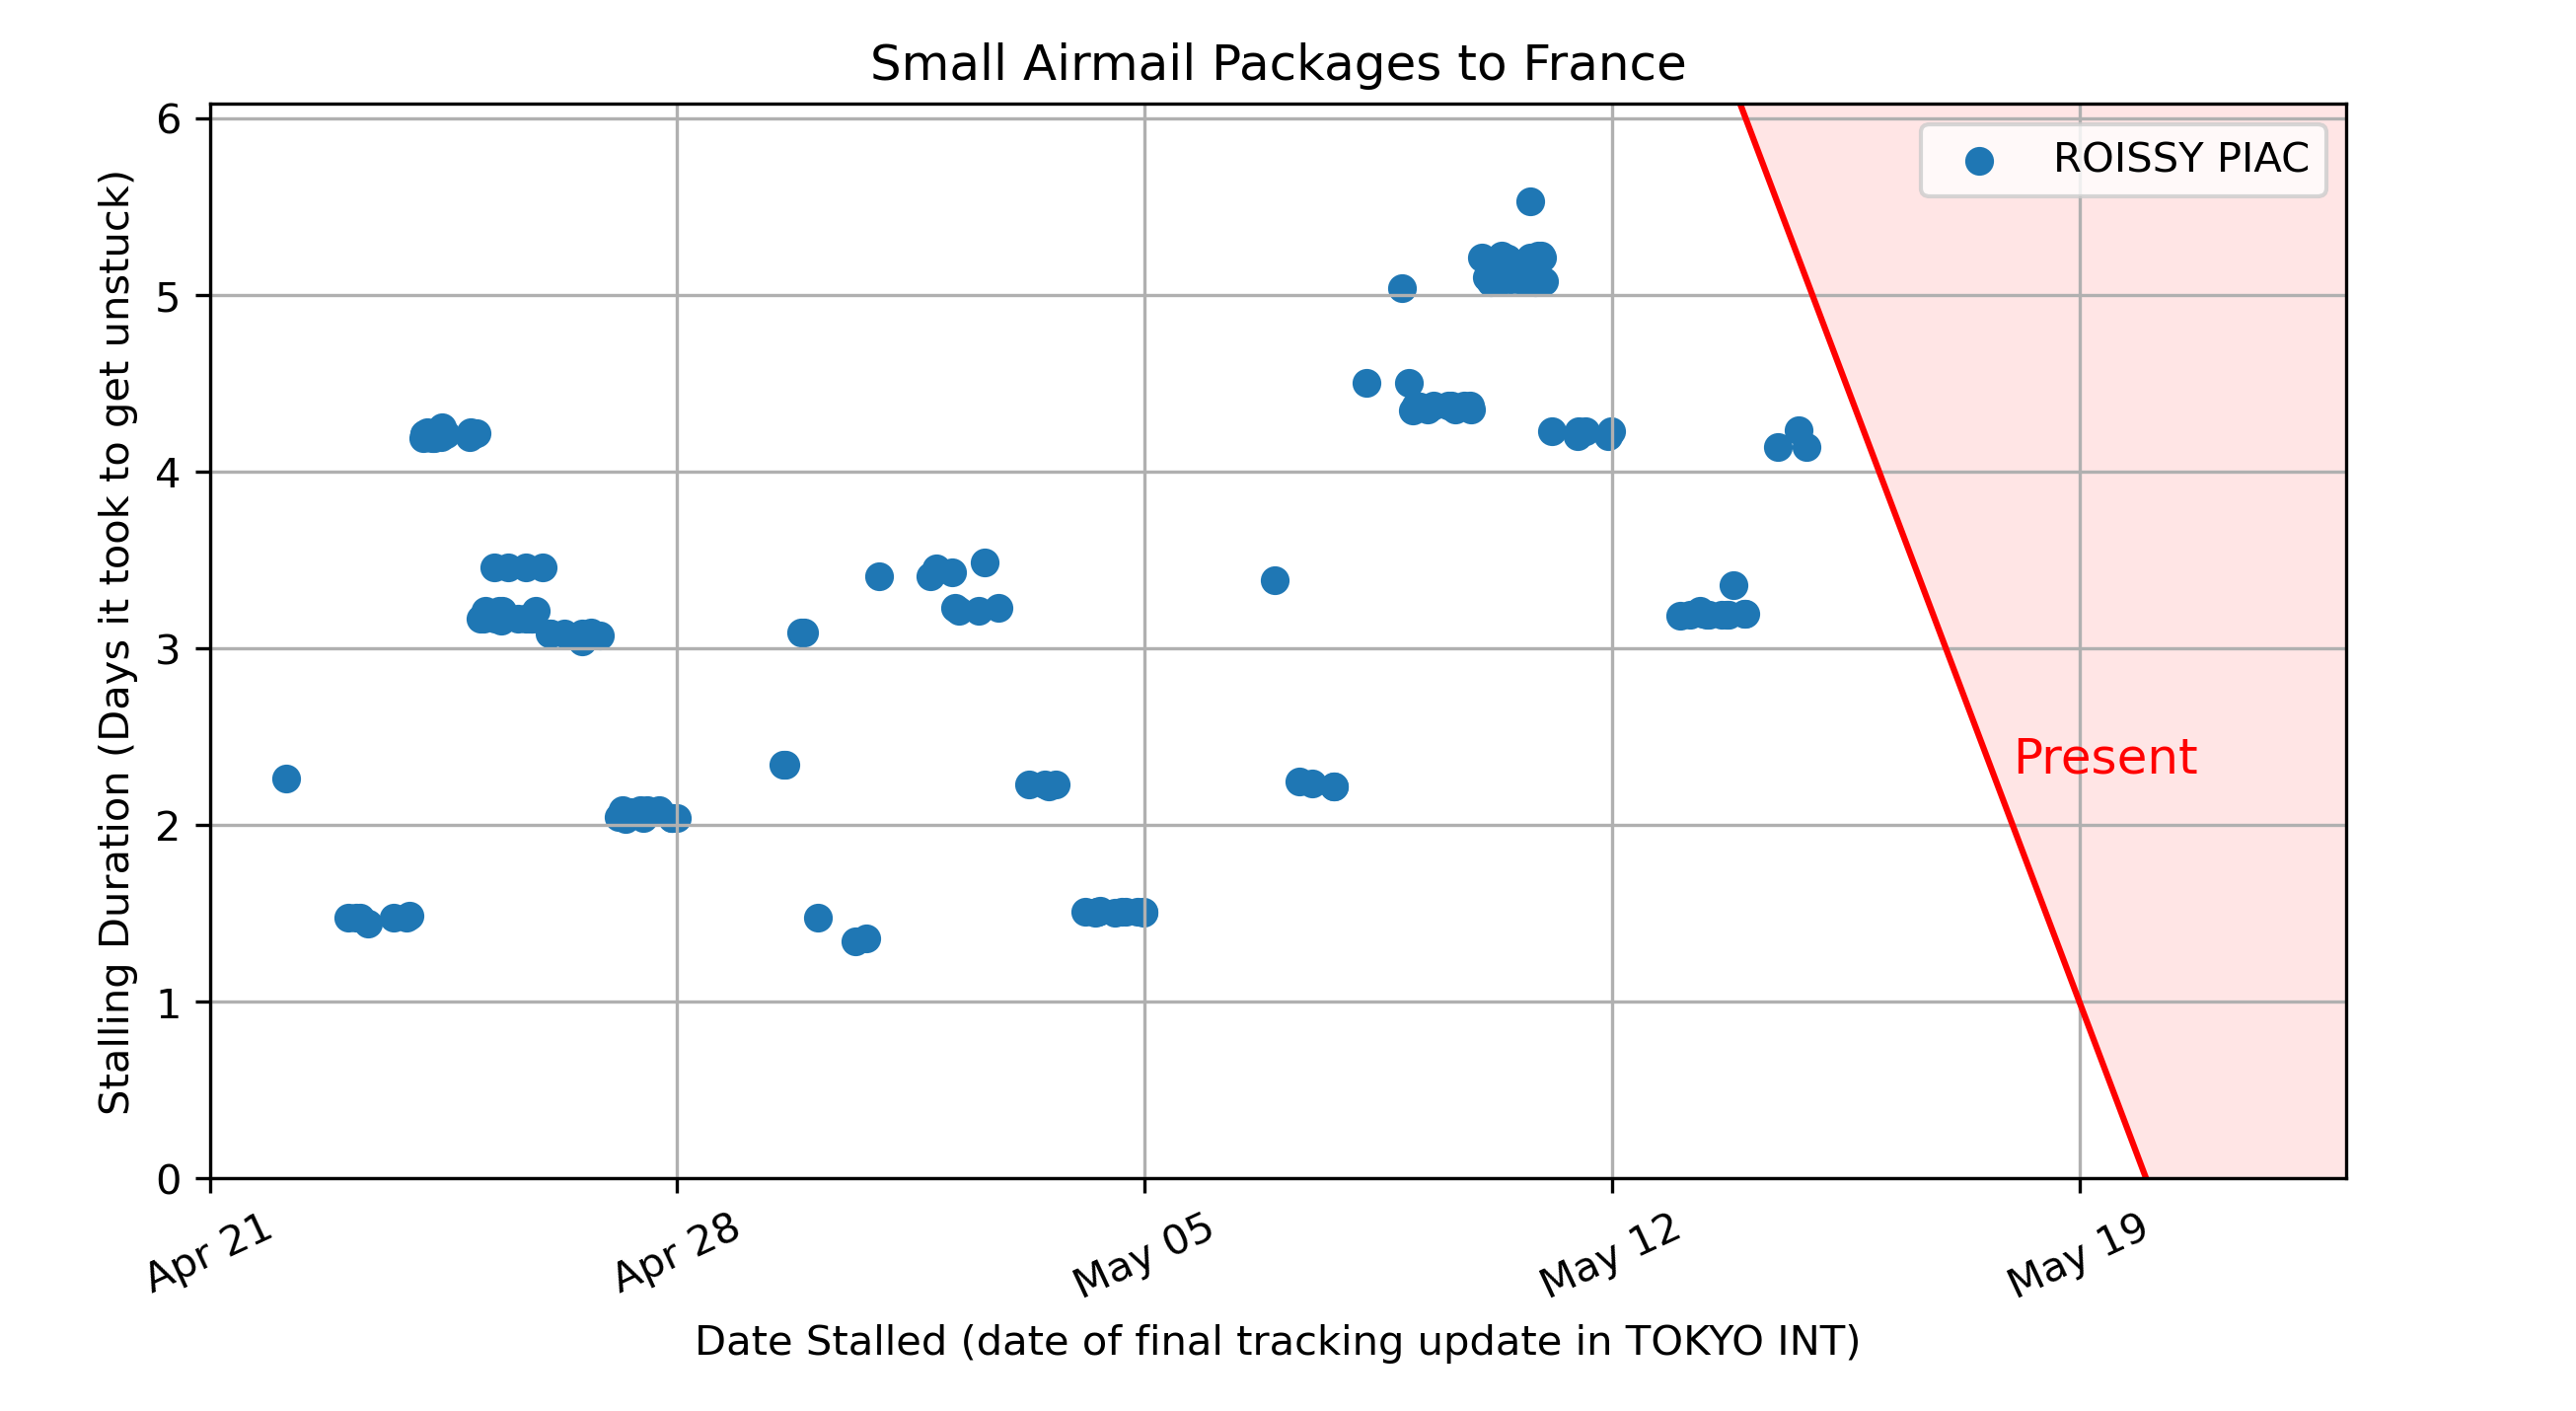 Small Airmail Packages to France
Stalling Duration (Days it took to get unstuck)
6
5
4
3
2
1
0
ROISSY PIAC
Present
Apr 21
Apr 28
May 05
May 12
May 19
Date Stalled (date of final tracking update in TOKYO INT)